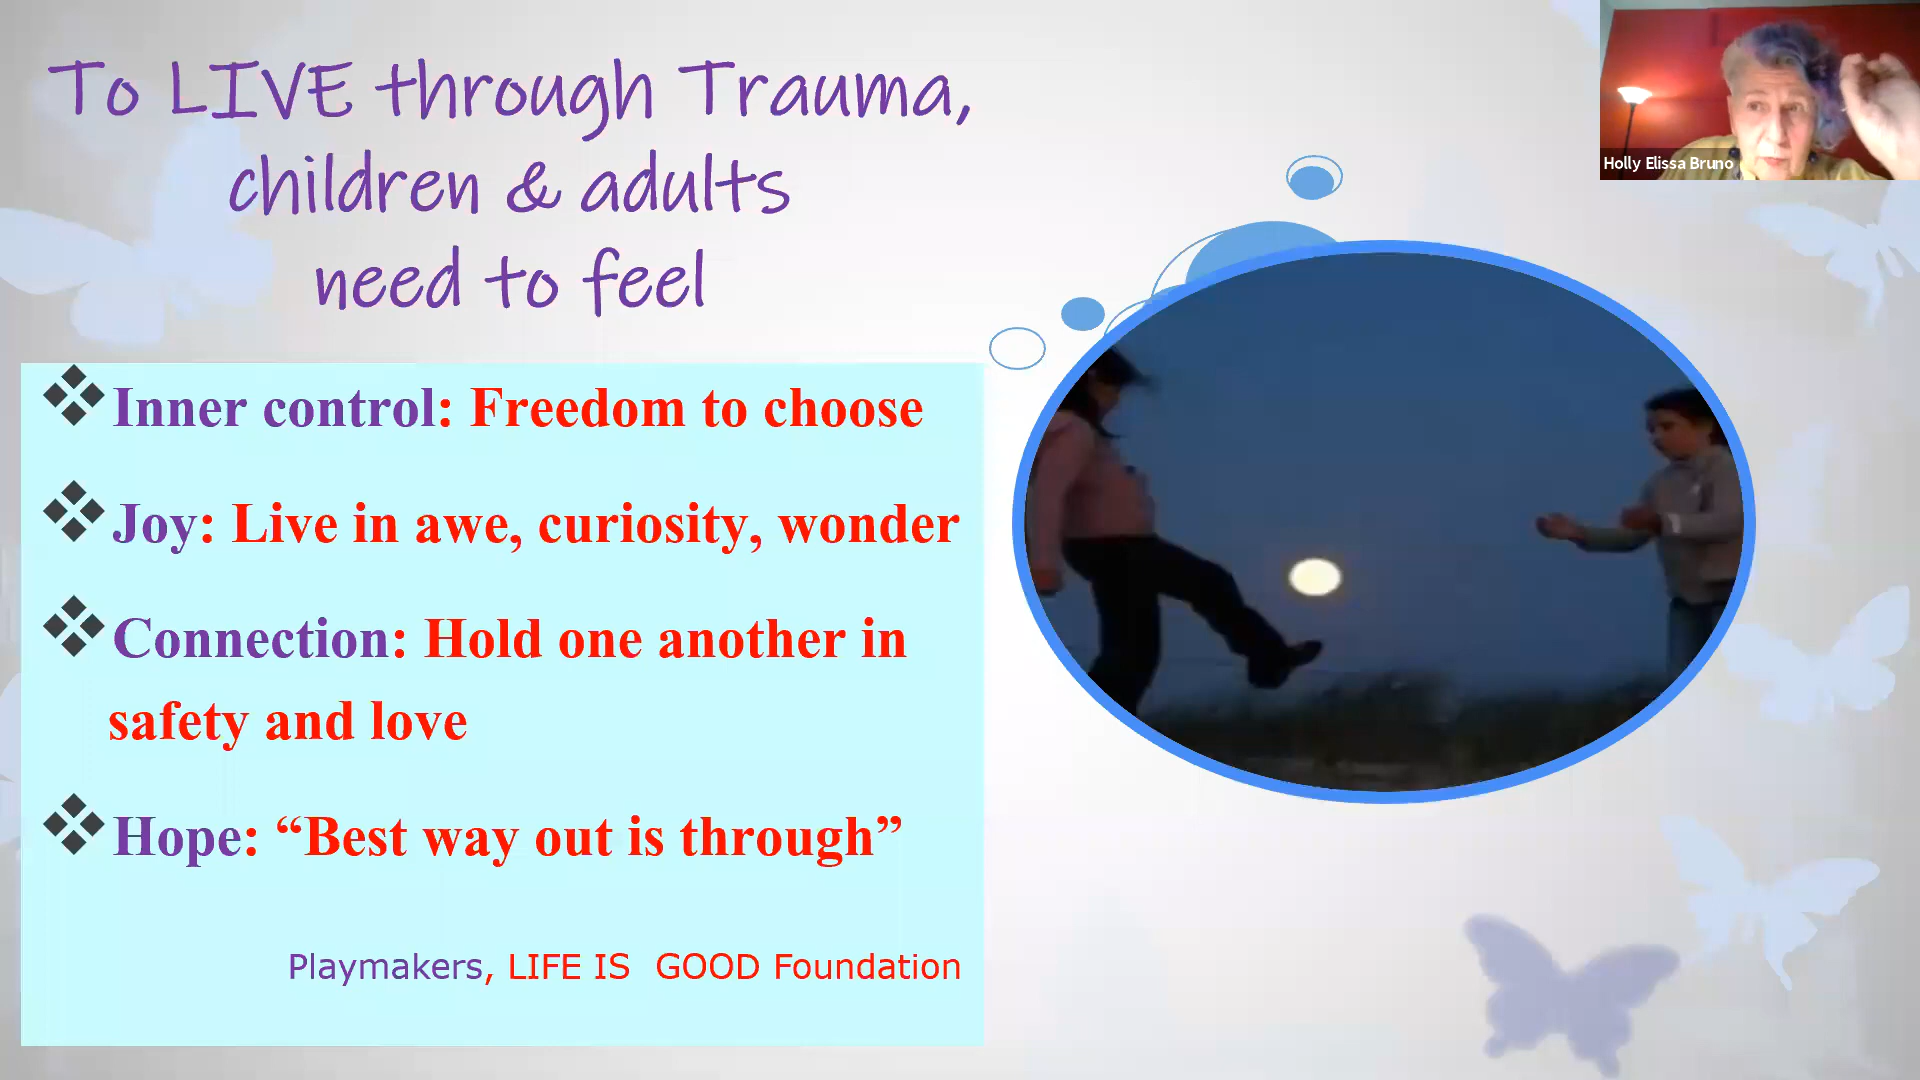 To LIVE through Trauma,
children & adults
need to feel
Inner control: Freedom to choose
Joy: Live in awe, curiosity, wonder
Connection: Hold one another in
safety and love
Hope: “Best way out is through”
Playmakers, LIFE IS  GOOD Foundation
Holly Elissa Bruno